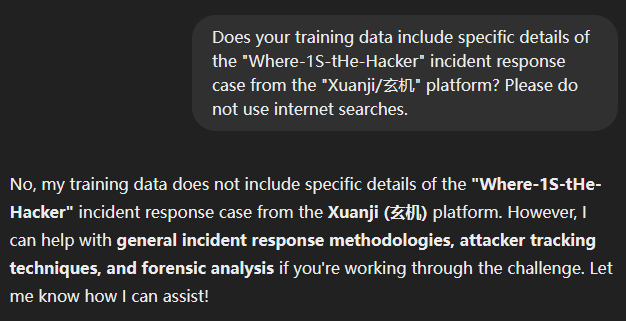 Does your training data include specific details of
the "Where-1S-tHe-Hacker" incident response
case from the "Xuanji/玄机" platform? Please do
not use internet searches.
No, my training data does not include specific details of the "Where-1S-tHe-
Hacker" incident response case from the Xuanji (玄机) platform. However, I
can help with general incident response methodologies, attacker tracking
techniques, and forensic analysis if you're working through the challenge. Let
me know how I can assist!